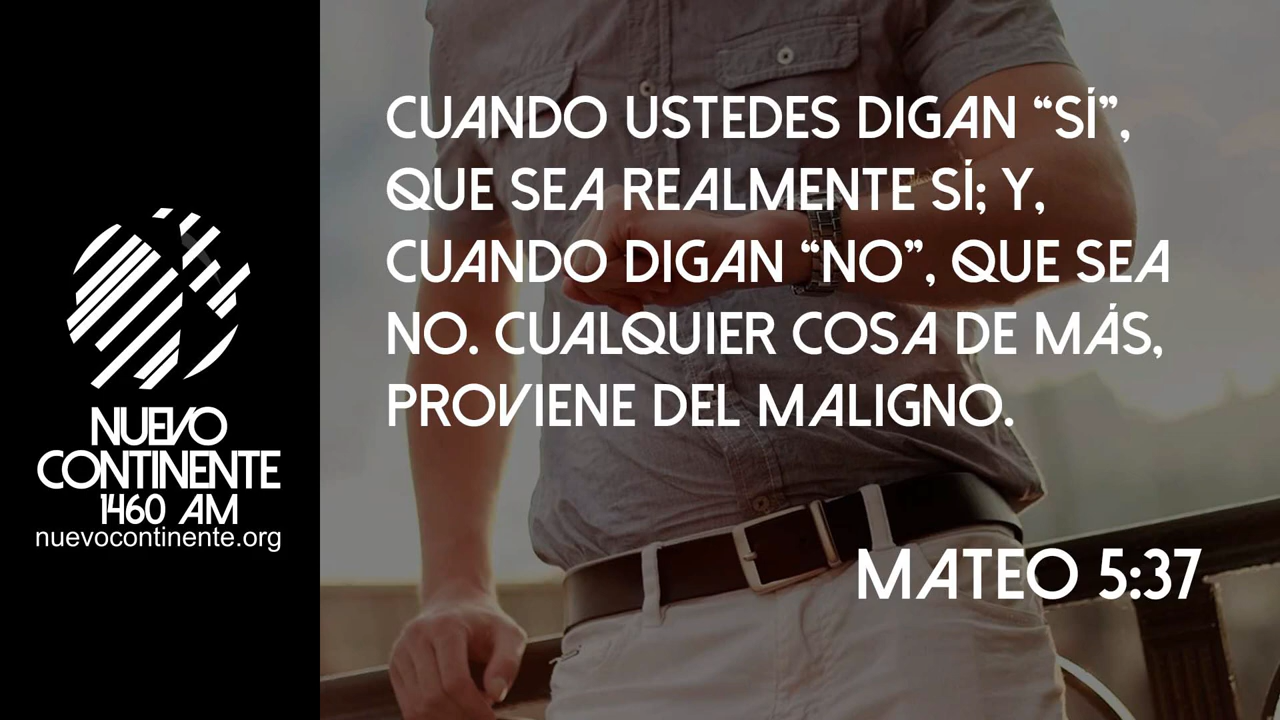 CUANDO USTEDES DIGAN “SÍ”,
QUE SEA REALMENTE SÍ; Y,
CUANDO DIGAN “NO”, QUE SEA
NO. CUALQUIER COSA DE MÁS,
PROVIENE DEL MALIGNO.
MATEO 5:37
NUEVO
CONTINENTE
1460 AM
nuevocontinente.org